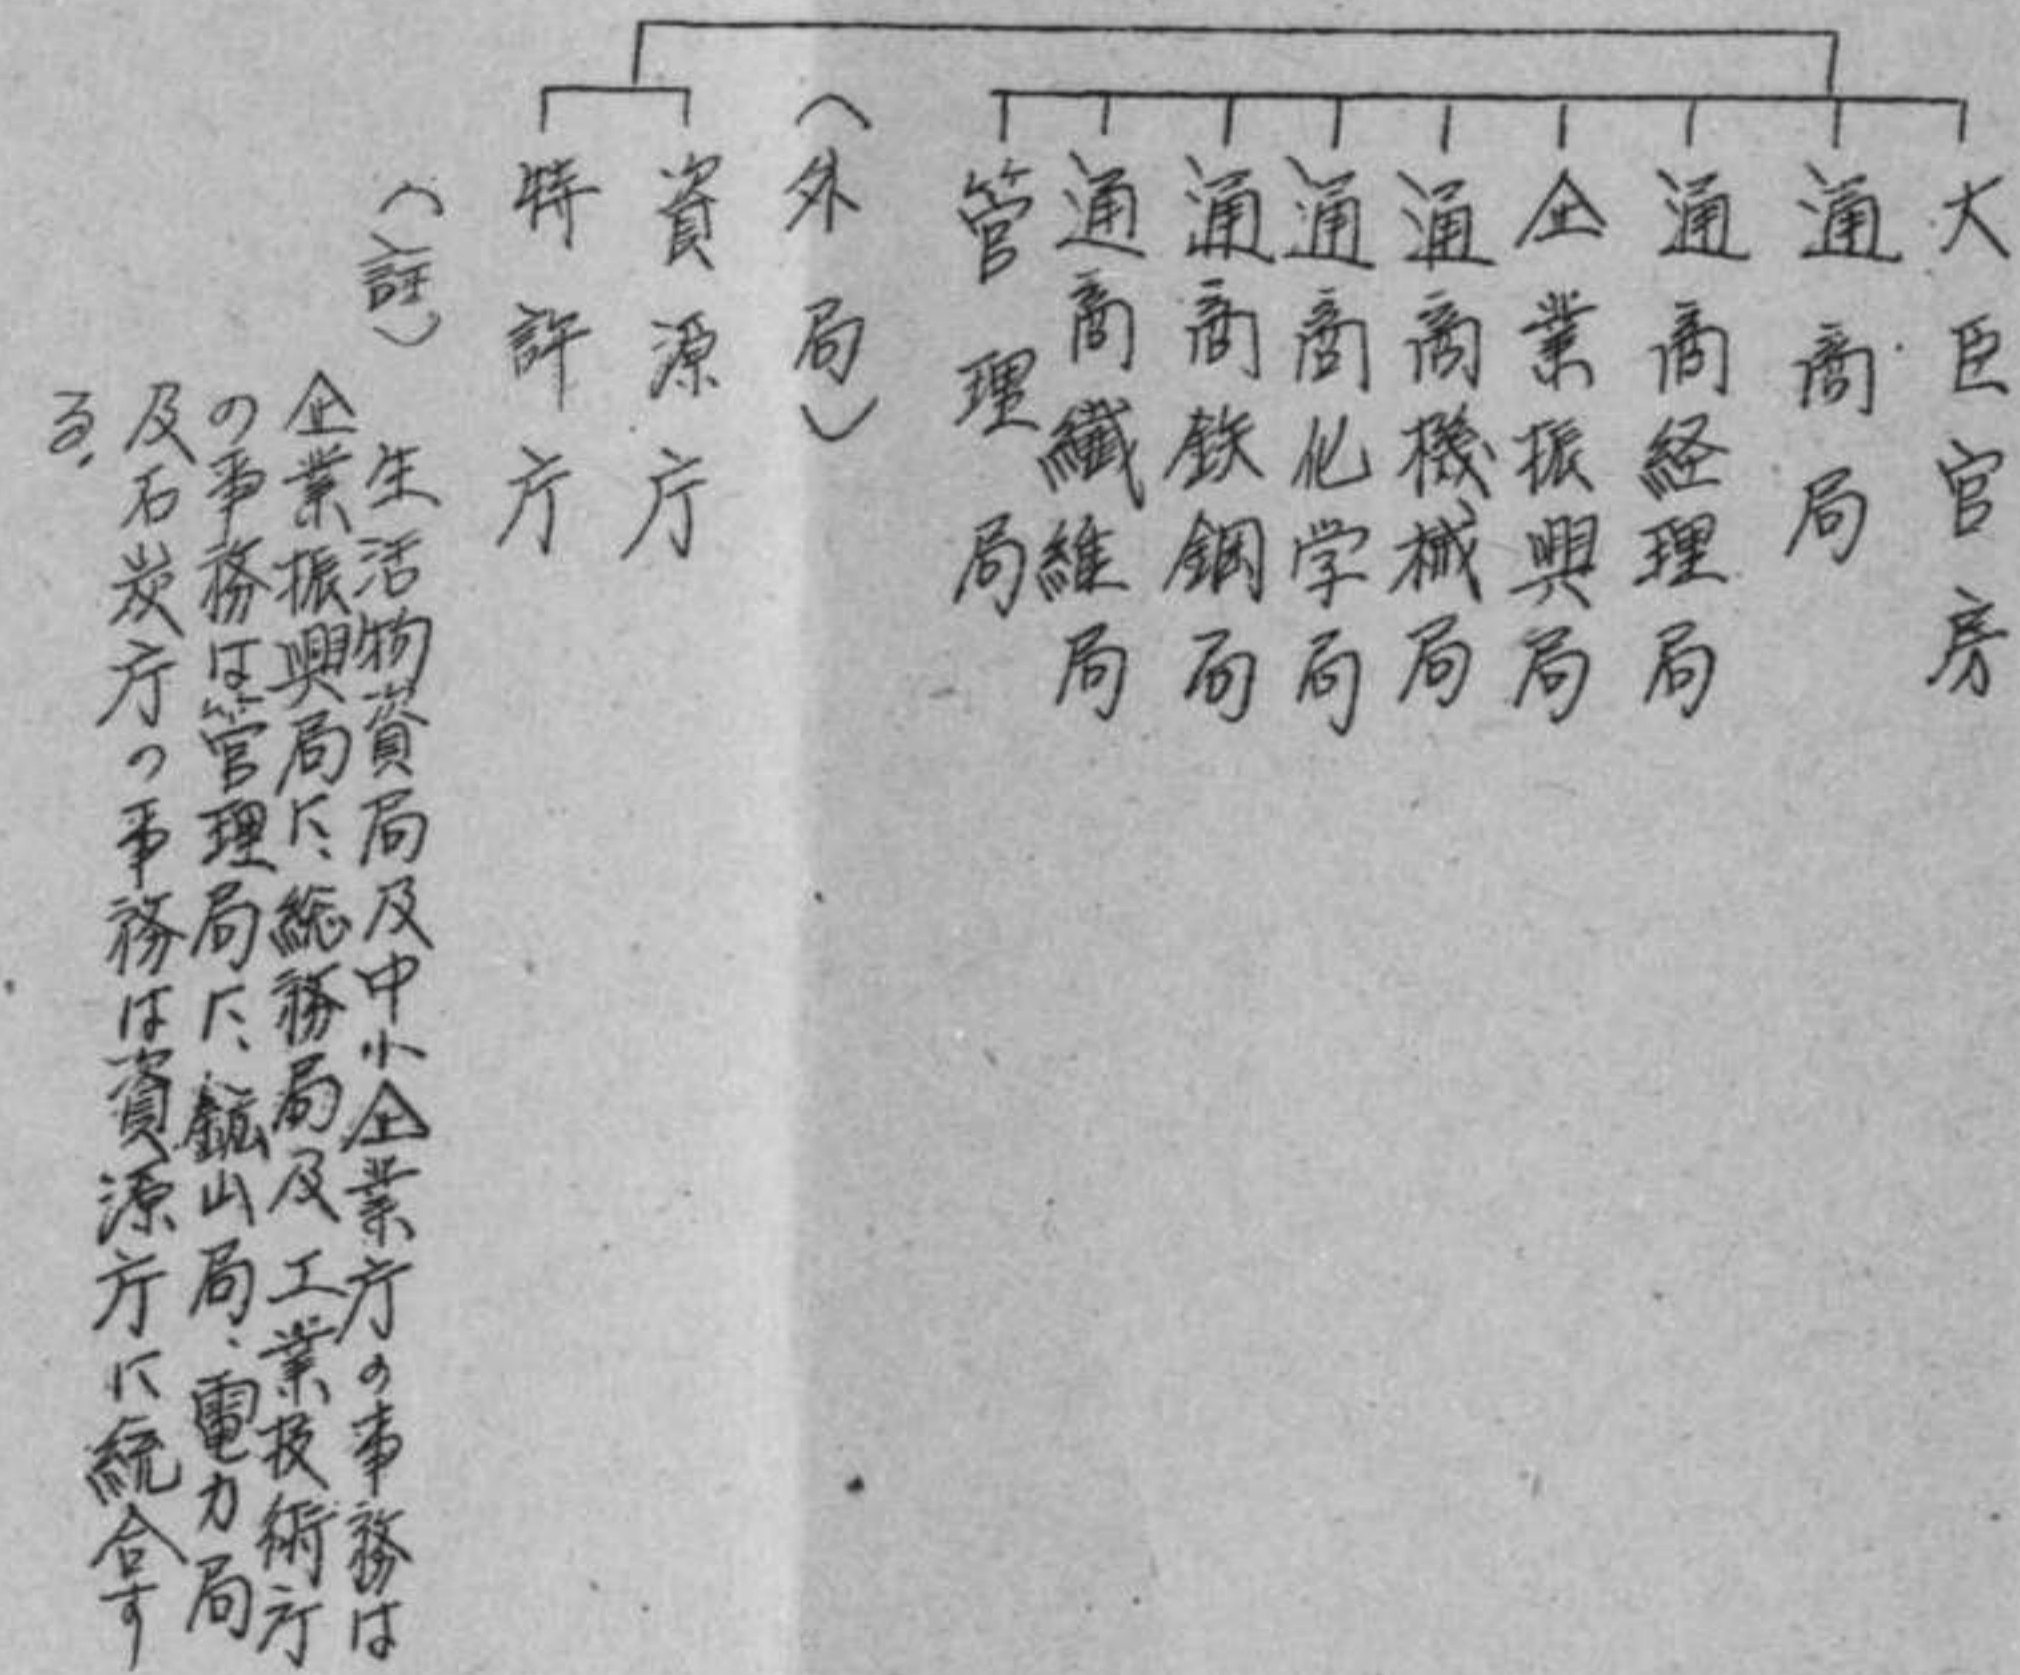 大臣官房
通商局
通商経理局
企業振興局
通商機械局
通商化学局
通商鉄鋼局
通商繊維局
管理局
(外局)
資源庁
特許庁
(註)
生活物資局及中小企業庁の事務は
企業振興局に、総務局及工業技術庁
の事務は管理局に、鉱山局、電力局
及石炭庁の事務は資源庁に統合す
る。